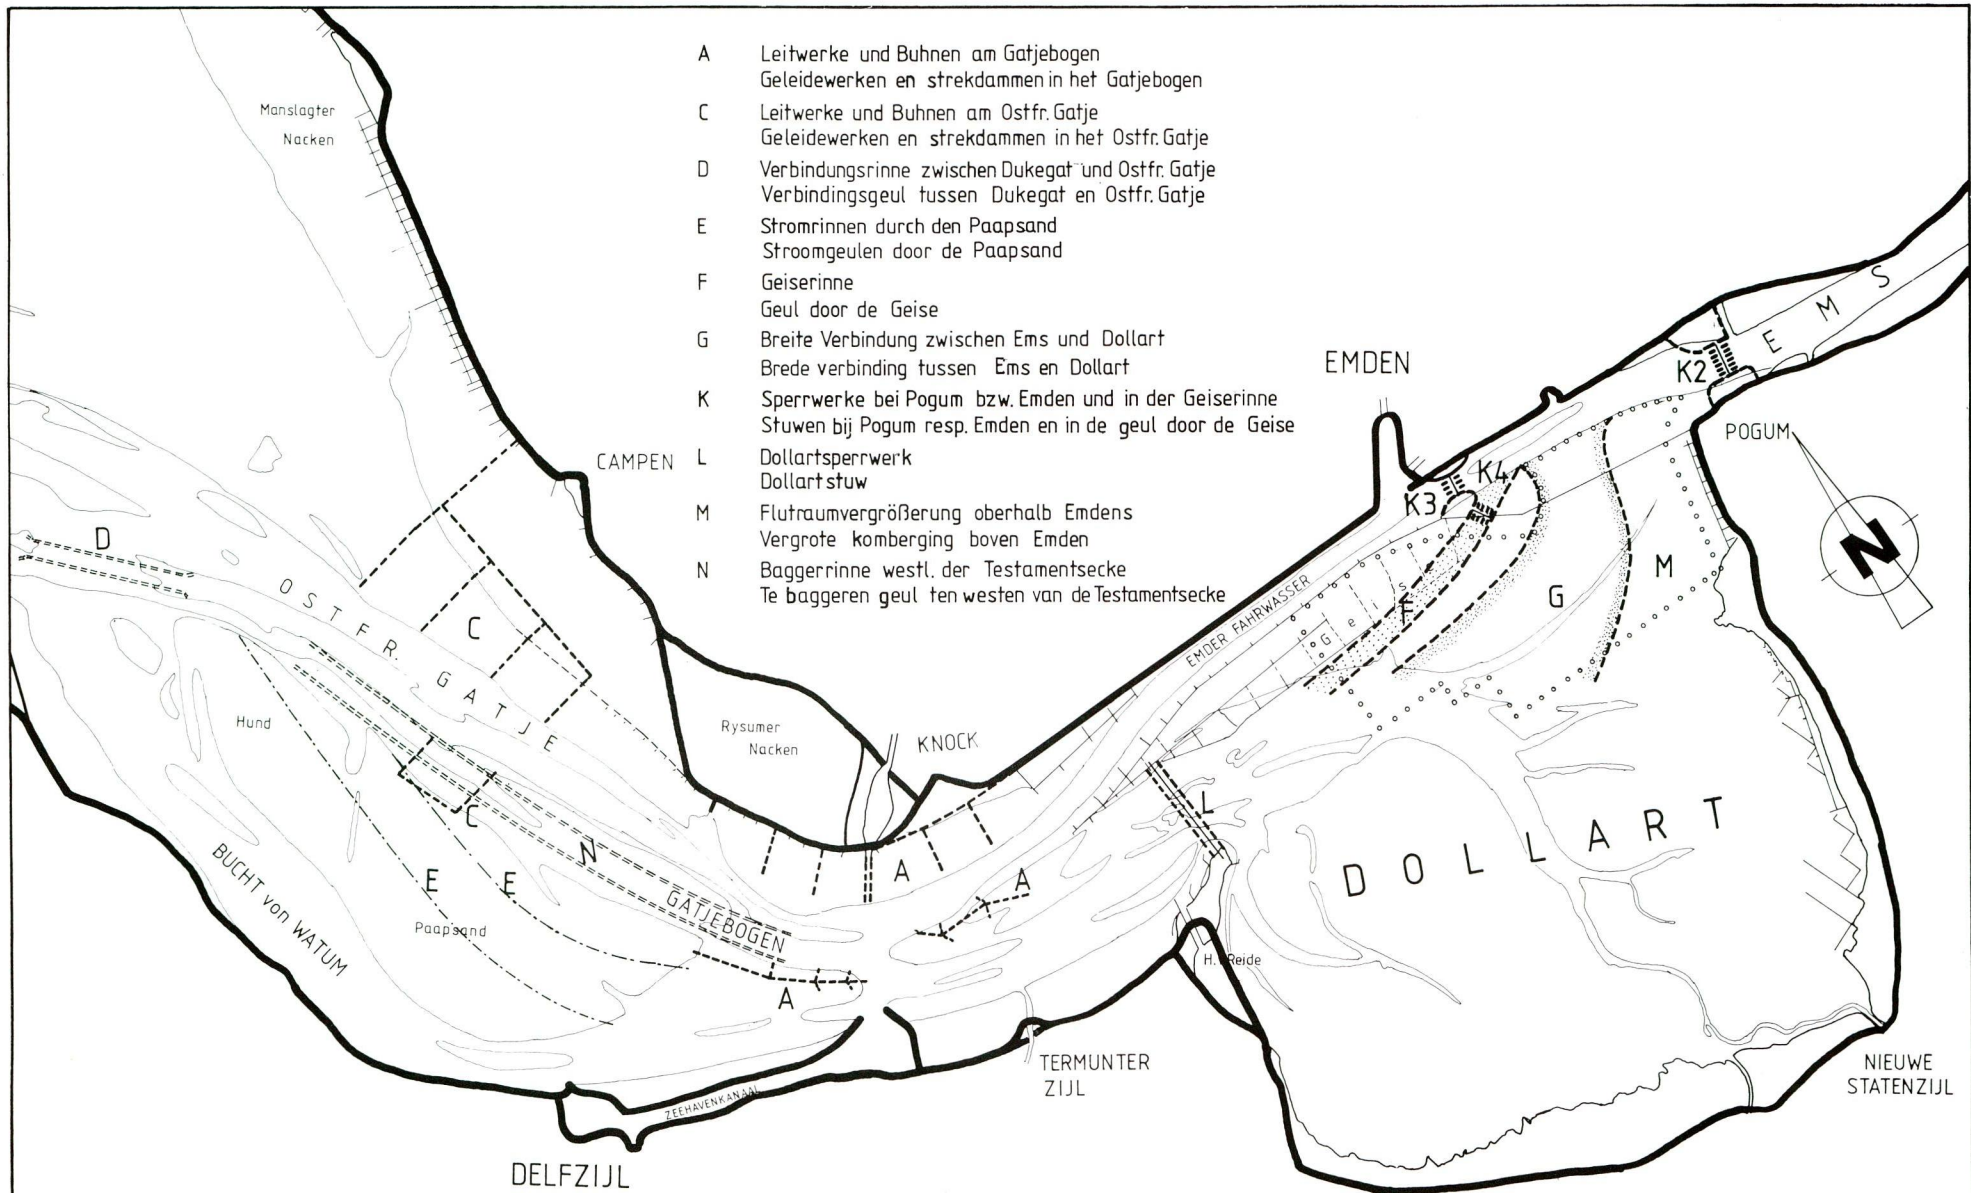 A Leitwerke und Buhnen am Gatjebogen
Geleidewerken en strekdammen in het Gatjebogen
C Leitwerke und Buhnen am Ostfr. Gatje
Geleidewerken en strekdammen in het Ostfr. Gatje
D Verbindungsrinne zwischen Dukegat und Ostfr. Gatje
Verbindingsgeul tussen Dukegat en Ostfr. Gatje
E Stromrinnen durch den Paapsand
Stroomgeulen door de Paapsand
F Geiserinne
Geul door de Geise
G Breite Verbindung zwischen Ems und Dollart
Brede verbinding tussen Ems en Dollart
K Sperrwerke bei Pogum bzw. Emden und in der Geiserinne
Stuwen bij Pogum resp. Emden en in de geul door de Geise
L Dollartsperrwerk
Dollartstuw
M Flutraumvergrößerung oberhalb Emdens
Vergrote komberging boven Emden
N Baggerrinne westl. der Testamentsecke
Te baggeren geul ten westen van de Testamentsecke
Manslagter
Nacken
CAMPEN
EMDEN
EMS
K2
POGUM
N
K4
K3
M
G
F
Geise
EMDER FAHRWASSER
D
OSTFR. GATJE
C
Hund
Rysumer
Nacken
KNOCK
L
DOLLART
C
N
A
A
E
E
GATJEBOGEN
BUCHT von WATUM
Paapsand
A
H. Reide
TERMUNTER
ZIJL
NIEUWE
STATENZIJL
ZEEHAVENKANAAL
DELFZIJL